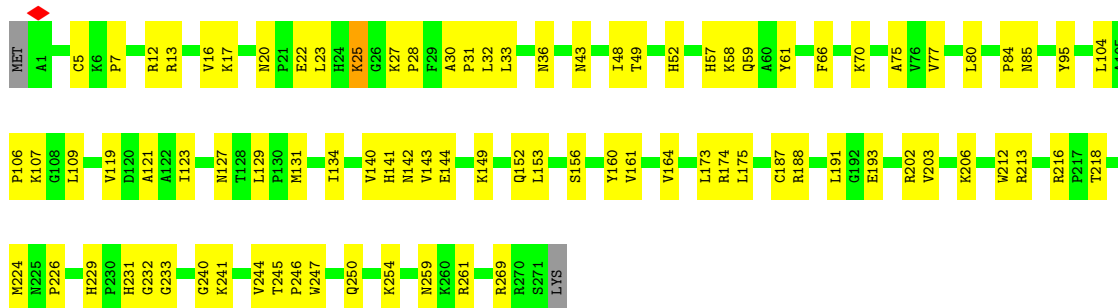 MET A1 C5 K6 P7 R12 R13 V16 K17 N20 P21 E22 L23 H24 K25 G26 K27 P28 F29 A30 P31 L32 L33 N36 N43 I48 T49 H52 H57 K58 Q59 A60 Y61 F66 K70 A75 V76 V77 L80 P84 N85 Y95 L104
P106 K107 G108 L109 V119 D120 A121 A122 I123 N127 T128 L129 P130 M131 I134 V140 H141 N142 V143 E144 K149 Q152 L153 S156 Y160 V161 V164 L173 R174 L175 C187 R188 L191 G192 E193 R202 V203 K206 W212 R213 R216 P217 T218
M224 N225 P226 H229 P230 H231 G232 G233 G240 K241 V244 T245 P246 W247 Q250 K254 N259 K260 R261 R269 R270 S271 LYS